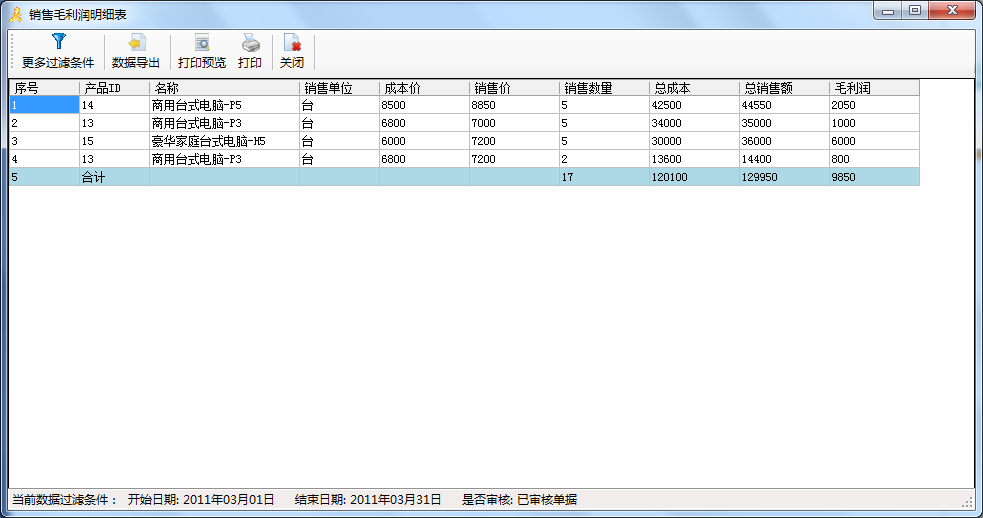 销售毛利润明细表
更多过滤条件 数据导出 打印预览 打印 关闭
序号 产品ID 名称 销售单位 成本价 销售价 销售数量 总成本 总销售额 毛利润
1 14 商用台式电脑-P5 台 8500 8850 5 42500 44550 2050
2 13 商用台式电脑-P3 台 6800 7000 5 34000 35000 1000
3 15 豪华家庭台式电脑-H5 台 6000 7200 5 30000 36000 6000
4 13 商用台式电脑-P3 台 6800 7200 2 13600 14400 800
5 合计 17 120100 129950 9850
当前数据过滤条件： 开始日期: 2011年03月01日 结束日期: 2011年03月31日 是否审核: 已审核单据